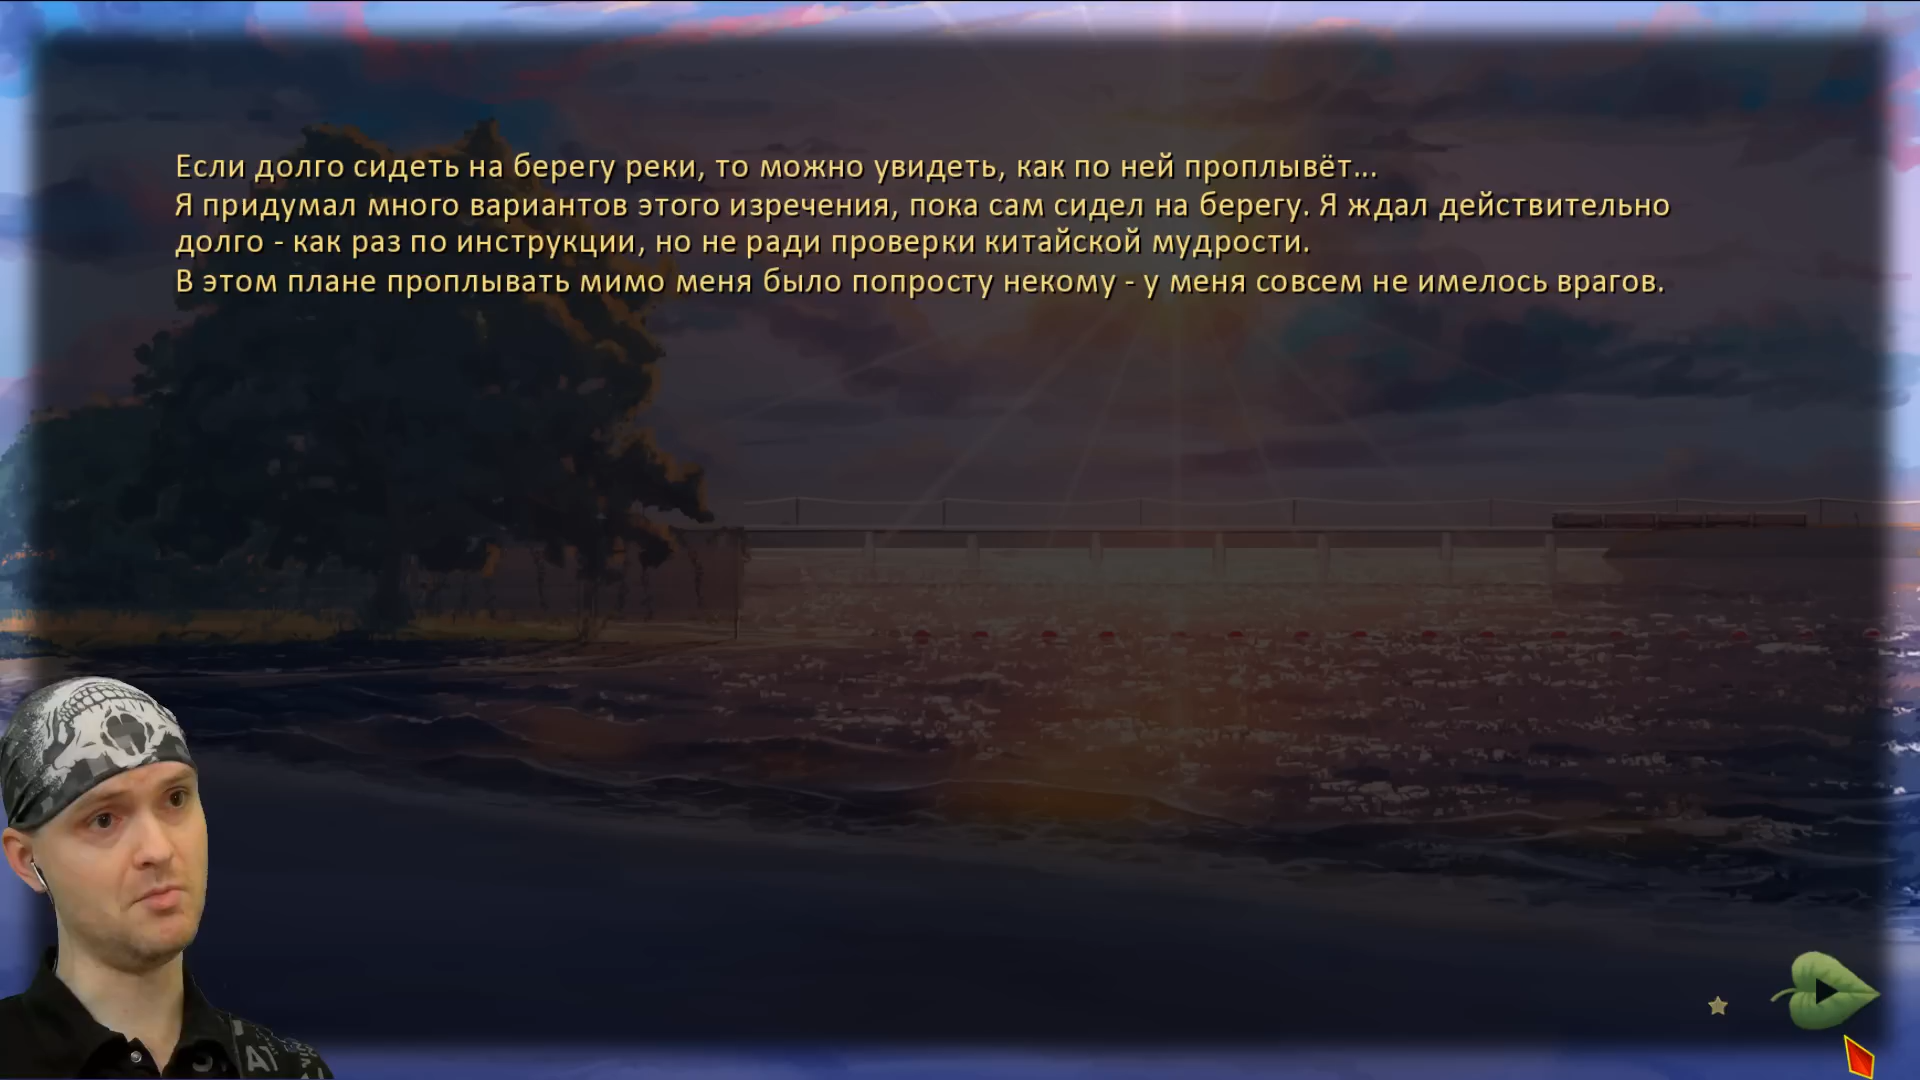 Если долго сидеть на берегу реки, то можно увидеть, как по ней проплывёт...
Я придумал много вариантов этого изречения, пока сам сидел на берегу. Я ждал действительно
долго - как раз по инструкции, но не ради проверки китайской мудрости.
В этом плане проплывать мимо меня было попросту некому - у меня совсем не имелось врагов.